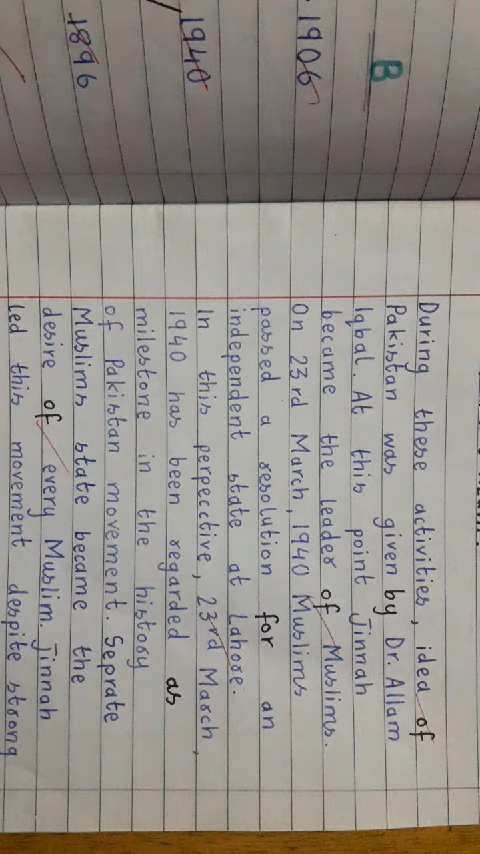 B
1906
1940
1896
During these activities, idea of
Pakistan was given by Dr. Allam
Iqbal At this point Jinnah
became the leader of Muslims.
On 23rd March, 1940 Muslims
passed a resolution for an
independent state at Lahore.
In this perpective, 23rd March,
1940 has been regarded as
milestone in the history
of Pakistan movement. Seprate
Muslims state became the
desire of every Muslim. Jinnah
led this movement despite strong